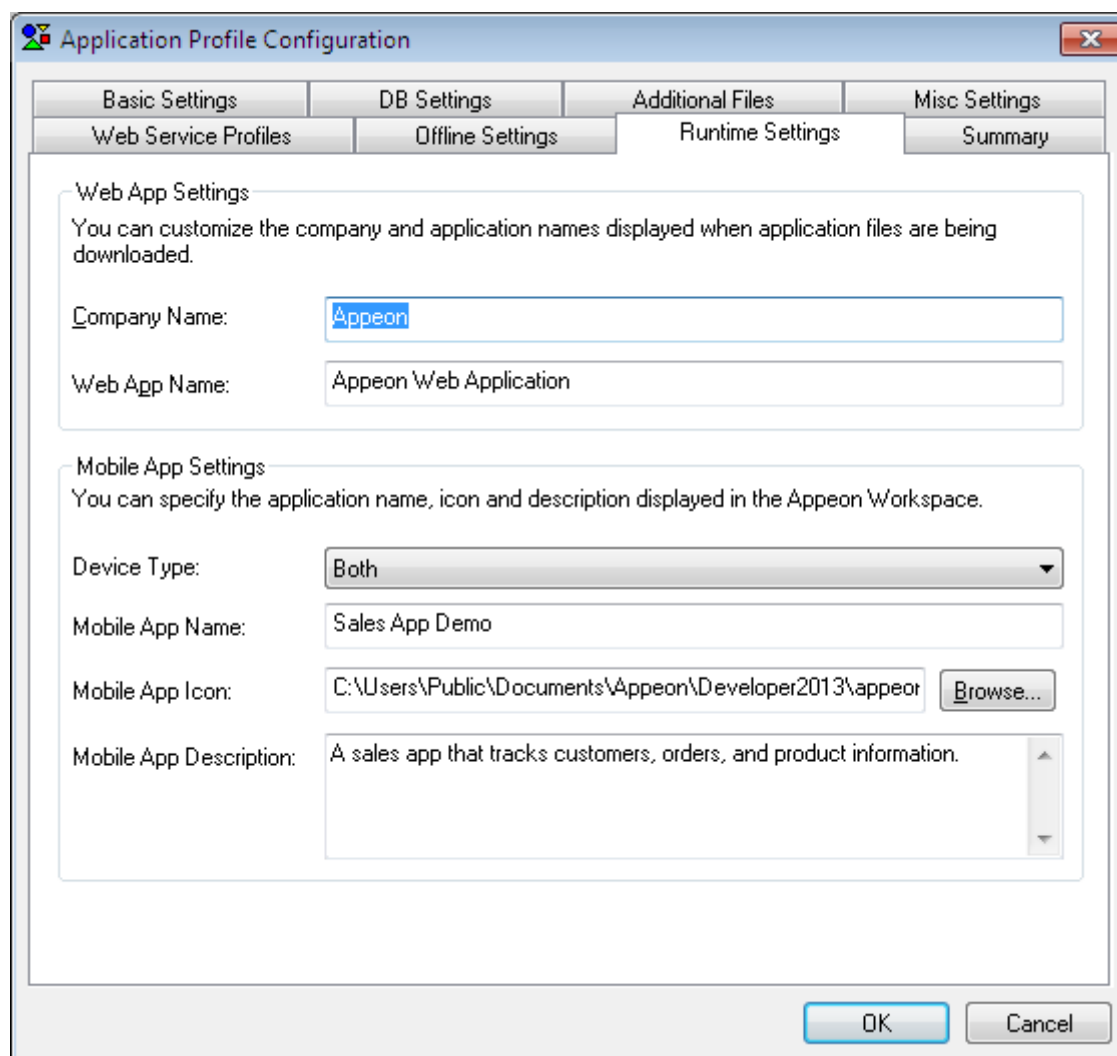 Application Profile Configuration
Basic Settings DB Settings Additional Files Misc Settings
Web Service Profiles Offline Settings Runtime Settings Summary
Web App Settings
You can customize the company and application names displayed when application files are being
downloaded.
Company Name: Appeon
Web App Name: Appeon Web Application
Mobile App Settings
You can specify the application name, icon and description displayed in the Appeon Workspace.
Device Type: Both
Mobile App Name: Sales App Demo
Mobile App Icon: C:\Users\Public\Documents\Appeon\Developer2013\appeon Browse...
Mobile App Description: A sales app that tracks customers, orders, and product information.
OK Cancel